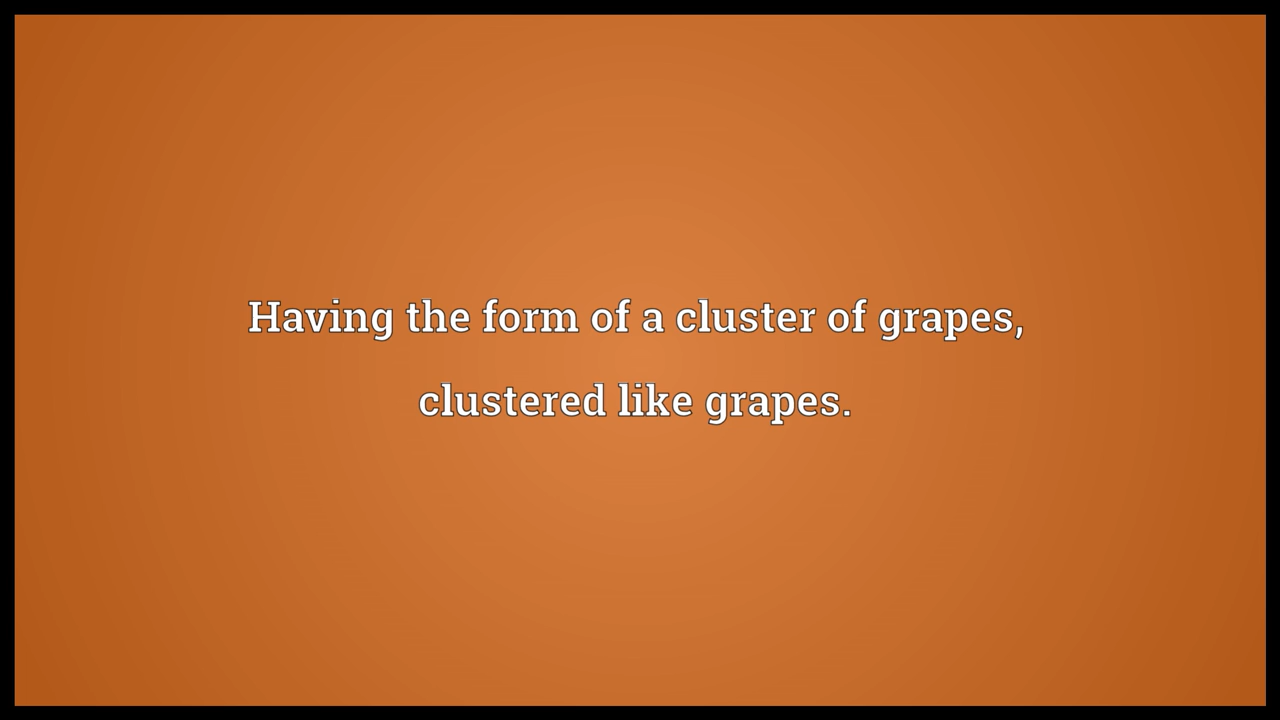 Having the form of a cluster of grapes,
clustered like grapes.